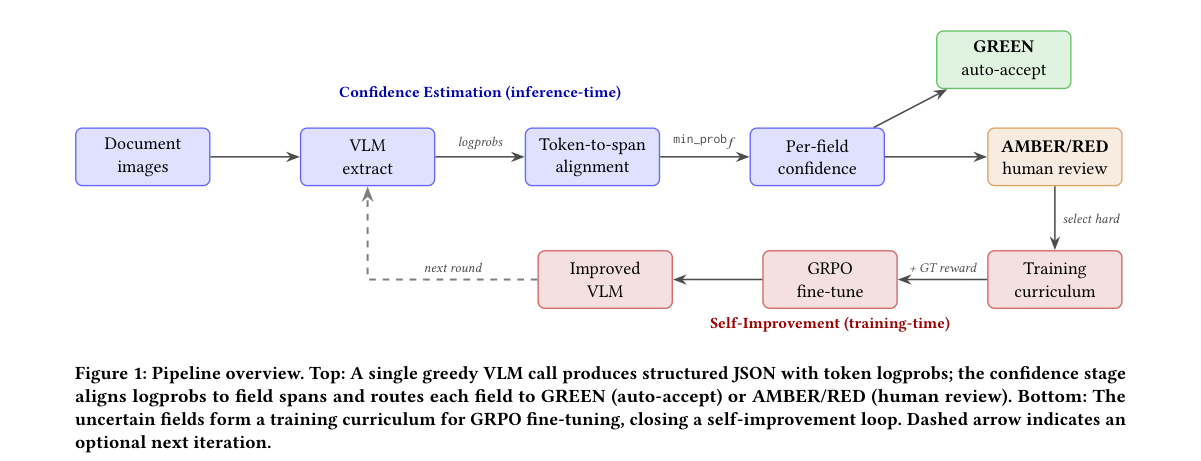 GREEN
auto-accept
Confidence Estimation (inference-time)
Document
images
VLM
extract
logprobs
Token-to-span
alignment
min_prob_f
Per-field
confidence
AMBER/RED
human review
select hard
next round
Improved
VLM
GRPO
fine-tune
+ GT reward
Training
curriculum
Self-Improvement (training-time)
Figure 1: Pipeline overview. Top: A single greedy VLM call produces structured JSON with token logprobs; the confidence stage
aligns logprobs to field spans and routes each field to GREEN (auto-accept) or AMBER/RED (human review). Bottom: The
uncertain fields form a training curriculum for GRPO fine-tuning, closing a self-improvement loop. Dashed arrow indicates an
optional next iteration.